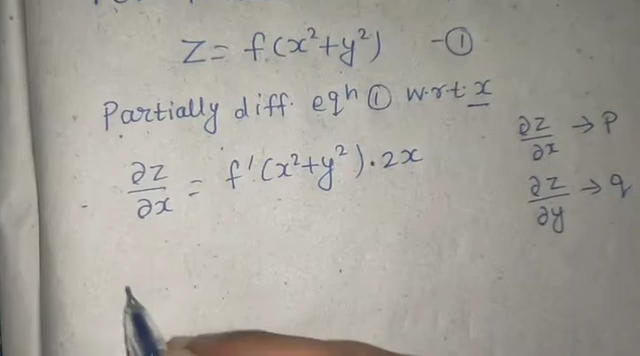 Z = f(x²+y²) -①
Partially diff. eqn ① w.r.t. x
∂z/∂x = f'(x²+y²)·2x
∂z/∂x → p
∂z/∂y → q